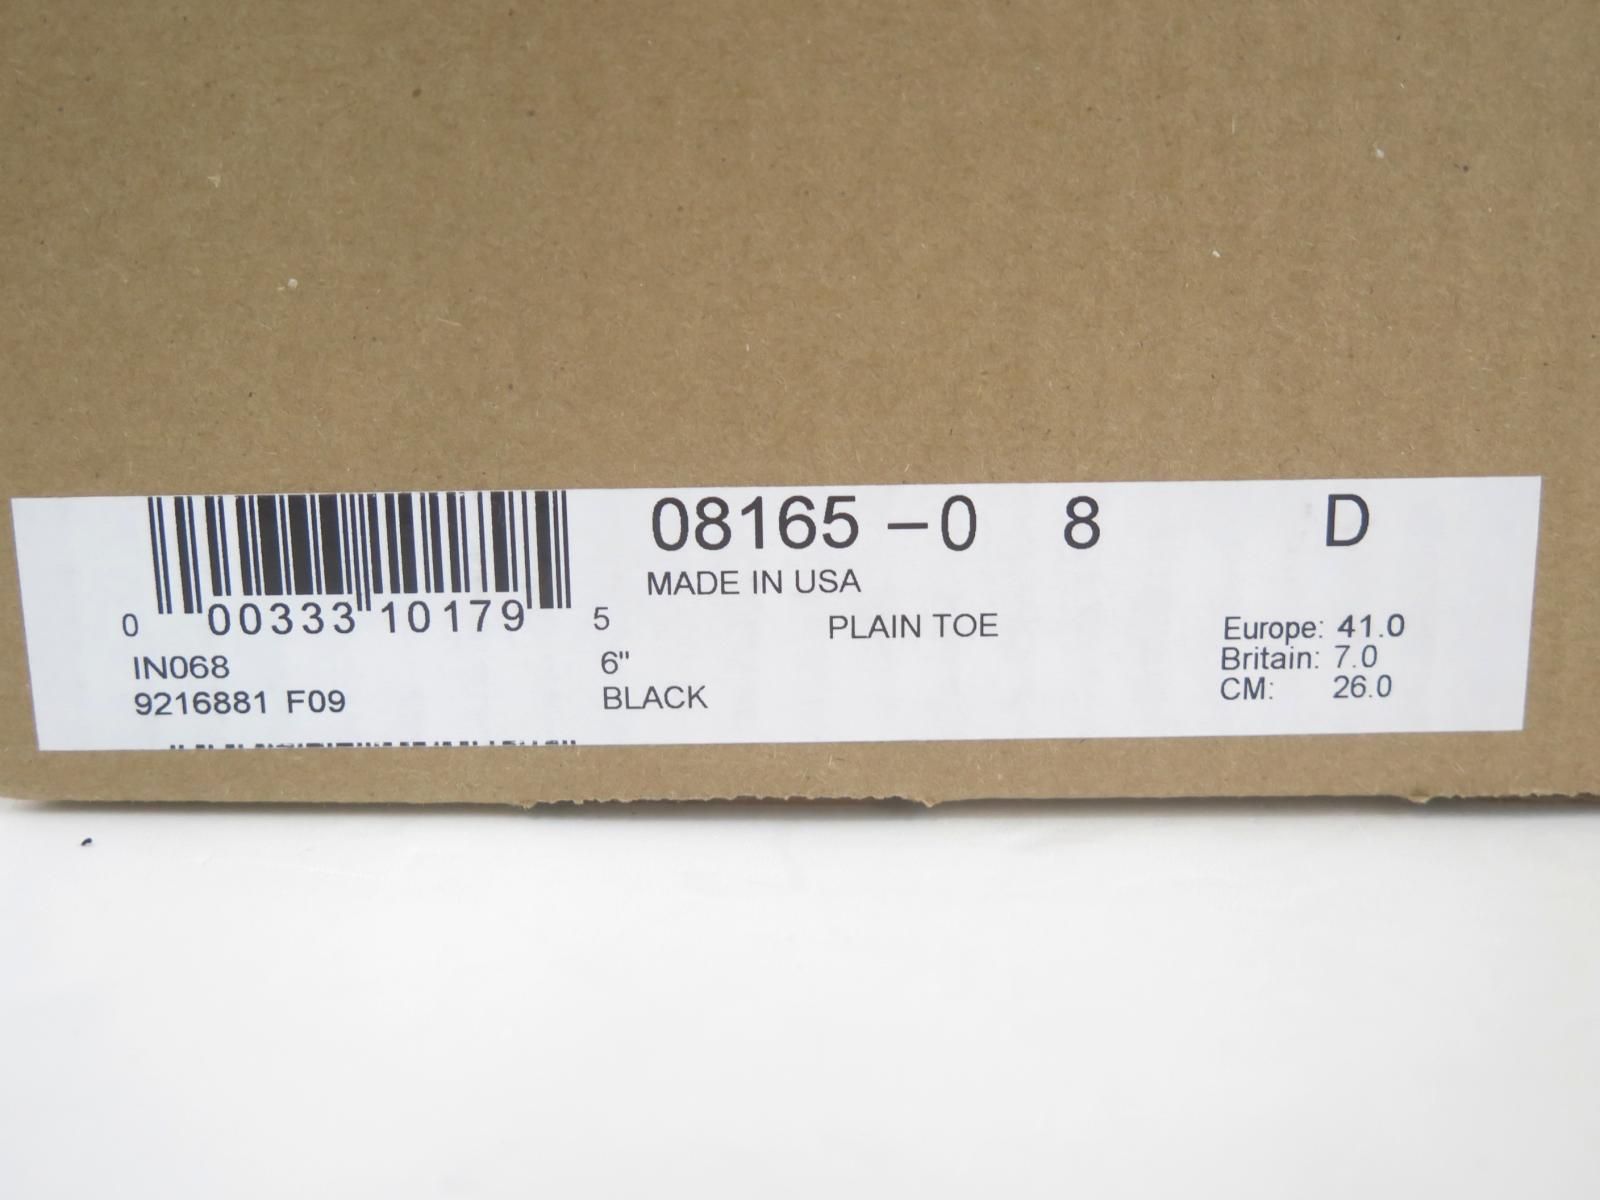 08165 -0 8 D
MADE IN USA
0 00333 10179 5
PLAIN TOE
Europe: 41.0
IN068
6"
Britain: 7.0
9216881 F09
BLACK
CM: 26.0